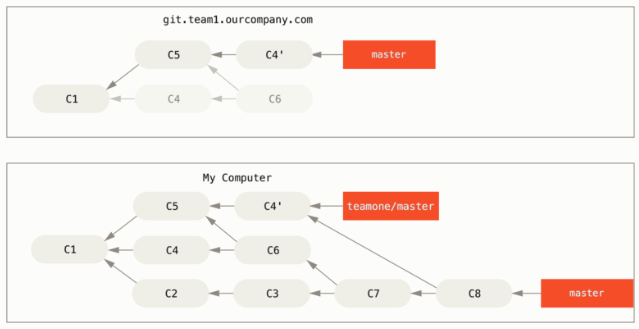 git.team1.ourcompany.com
C5 C4' master
C1 C4 C6
My Computer
C5 C4' teamone/master
C1 C4 C6
C2 C3 C7 C8 master